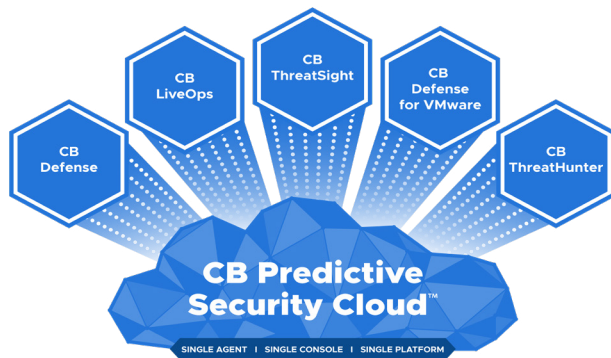 CB
Defense
CB
LiveOps
CB
ThreatSight
CB
Defense
for VMware
CB
ThreatHunter
CB Predictive
Security Cloud™
SINGLE AGENT I SINGLE CONSOLE I SINGLE PLATFORM